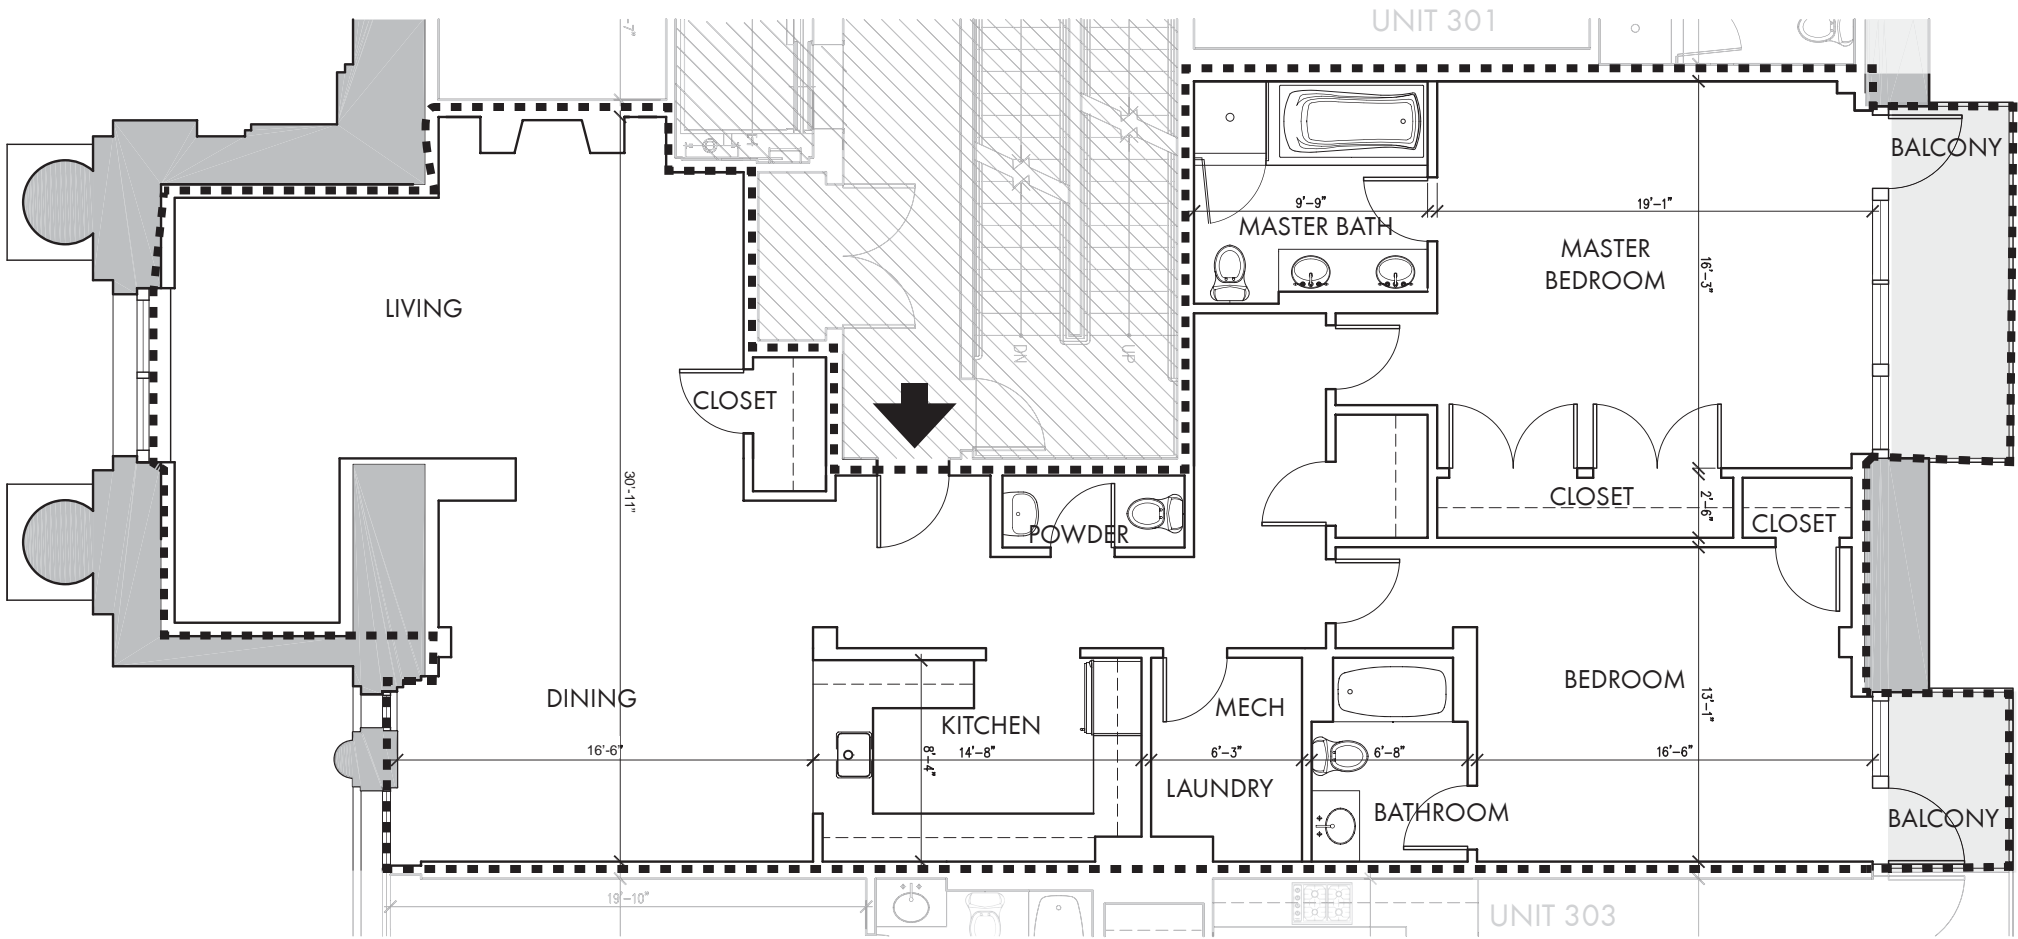 UNIT 301
-7"
BALCONY
9'-9"
19'-1"
MASTER BATH
MASTER
BEDROOM
16'-3"
LIVING
DN
UP
CLOSET
30'-11"
CLOSET
2'-6"
CLOSET
POWDER
DINING
KITCHEN
MECH
BEDROOM
13'-1"
16'-6"
8'-4"
14'-8"
6'-3"
6'-8"
16'-6"
LAUNDRY
BATHROOM
BALCONY
19'-10"
UNIT 303